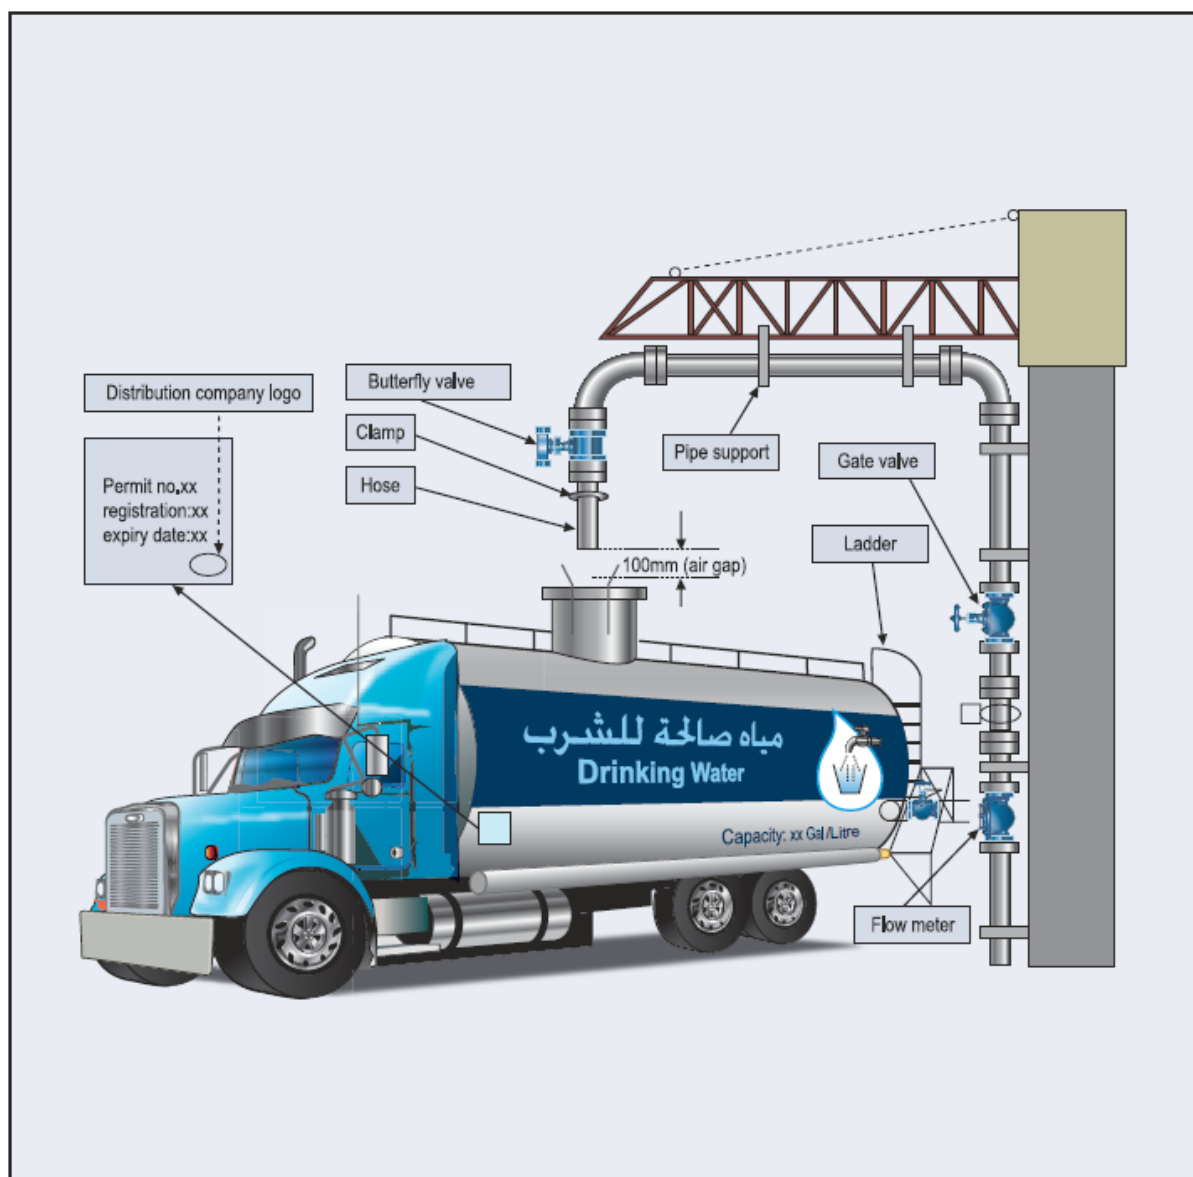 Distribution company logo
Permit no.xx
registration:xx
expiry date:xx
Butterfly valve
Clamp
Hose
Pipe support
Gate valve
Ladder
100mm (air gap)
مياه صالحة للشرب
Drinking Water
Capacity: xx Gal/Litre
Flow meter